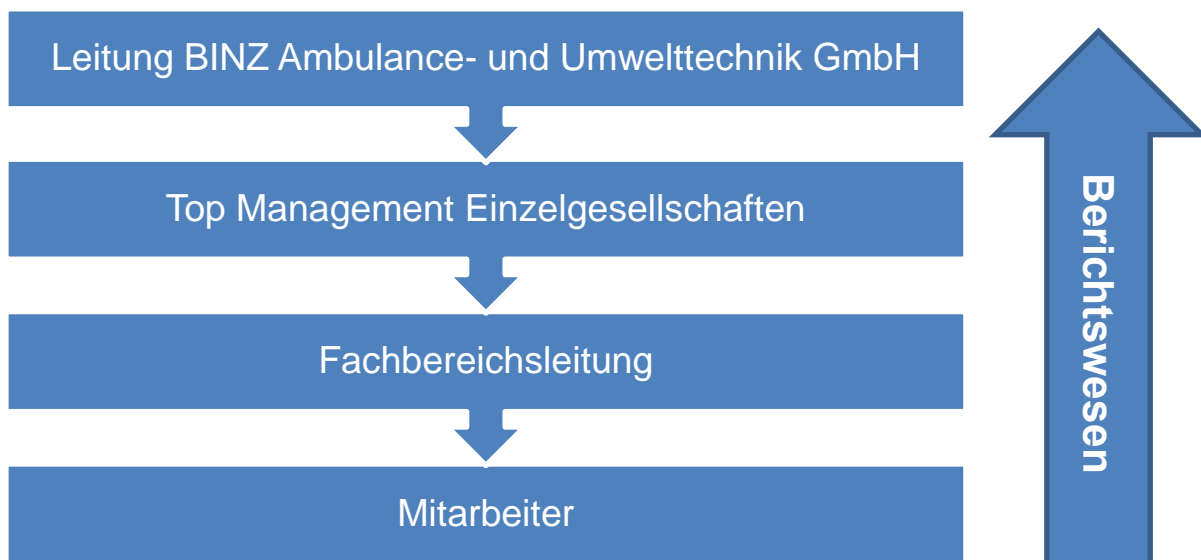 Leitung BINZ Ambulance- und Umwelttechnik GmbH
Top Management Einzelgesellschaften
Fachbereichsleitung
Mitarbeiter
Berichtswesen